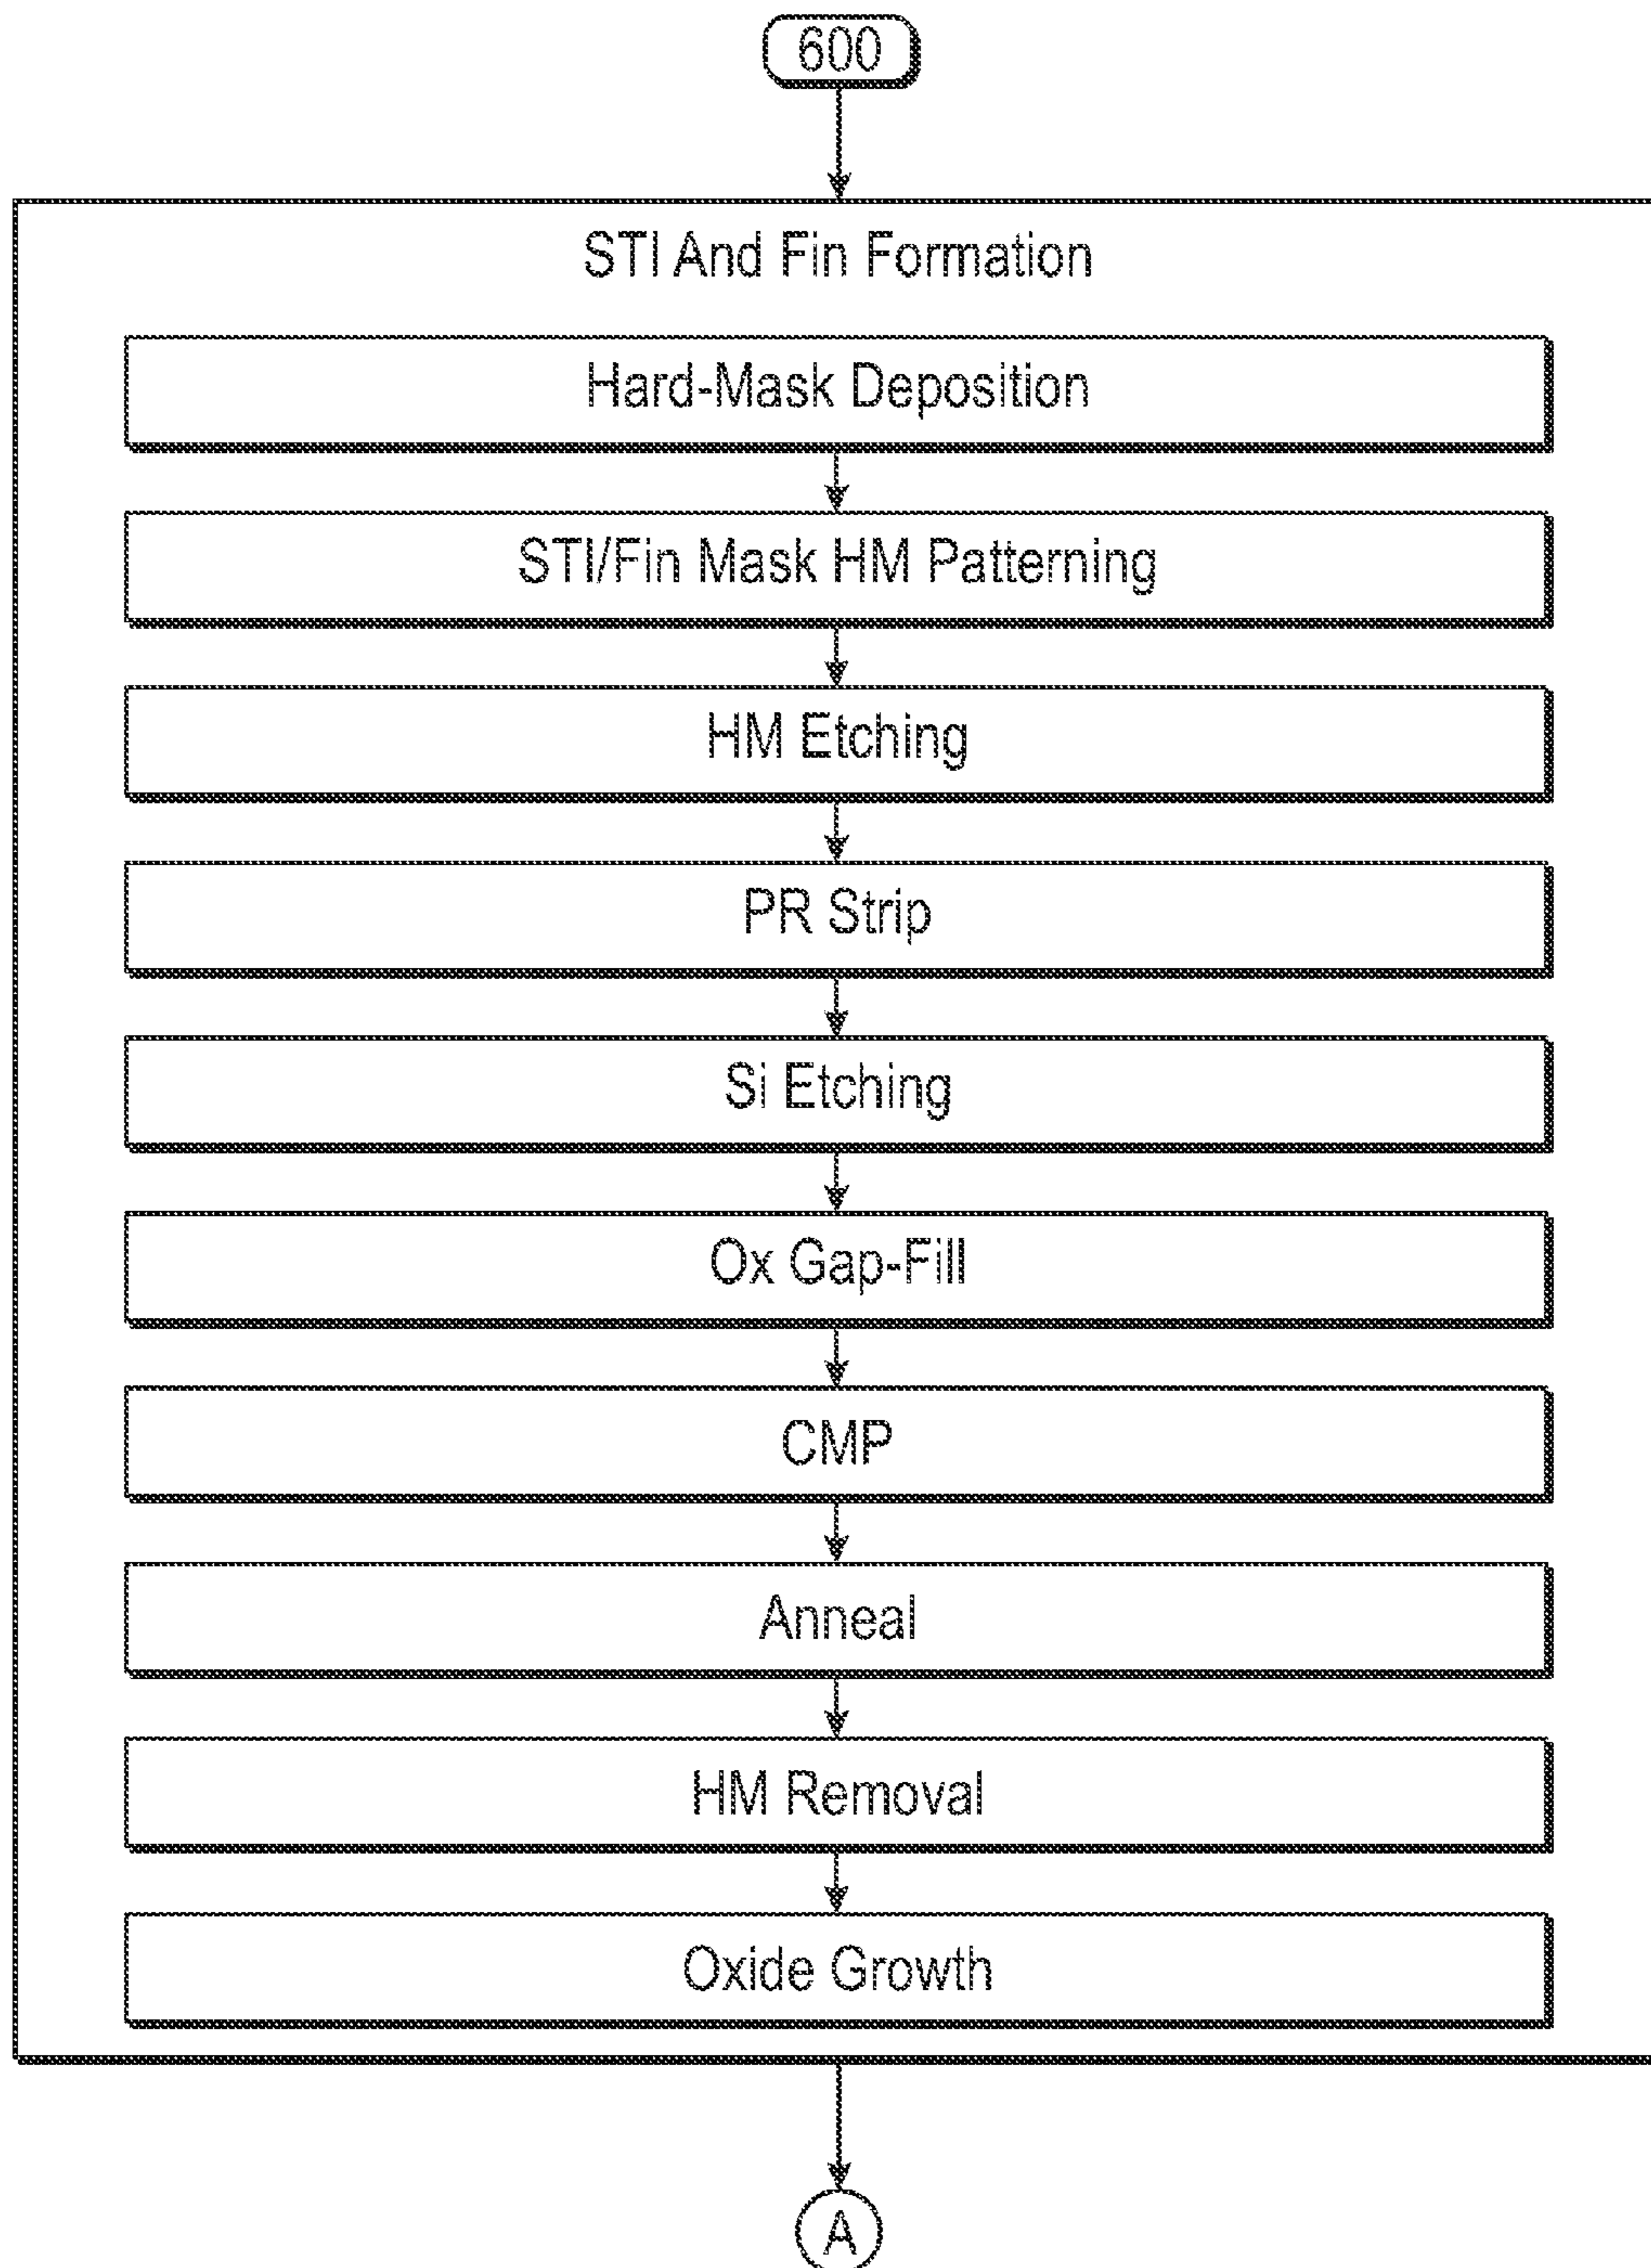 600
STI And Fin Formation
Hard-Mask Deposition
STI/Fin Mask HM Patterning
HM Etching
PR Strip
Si Etching
Ox Gap-Fill
CMP
Anneal
HM Removal
Oxide Growth
A